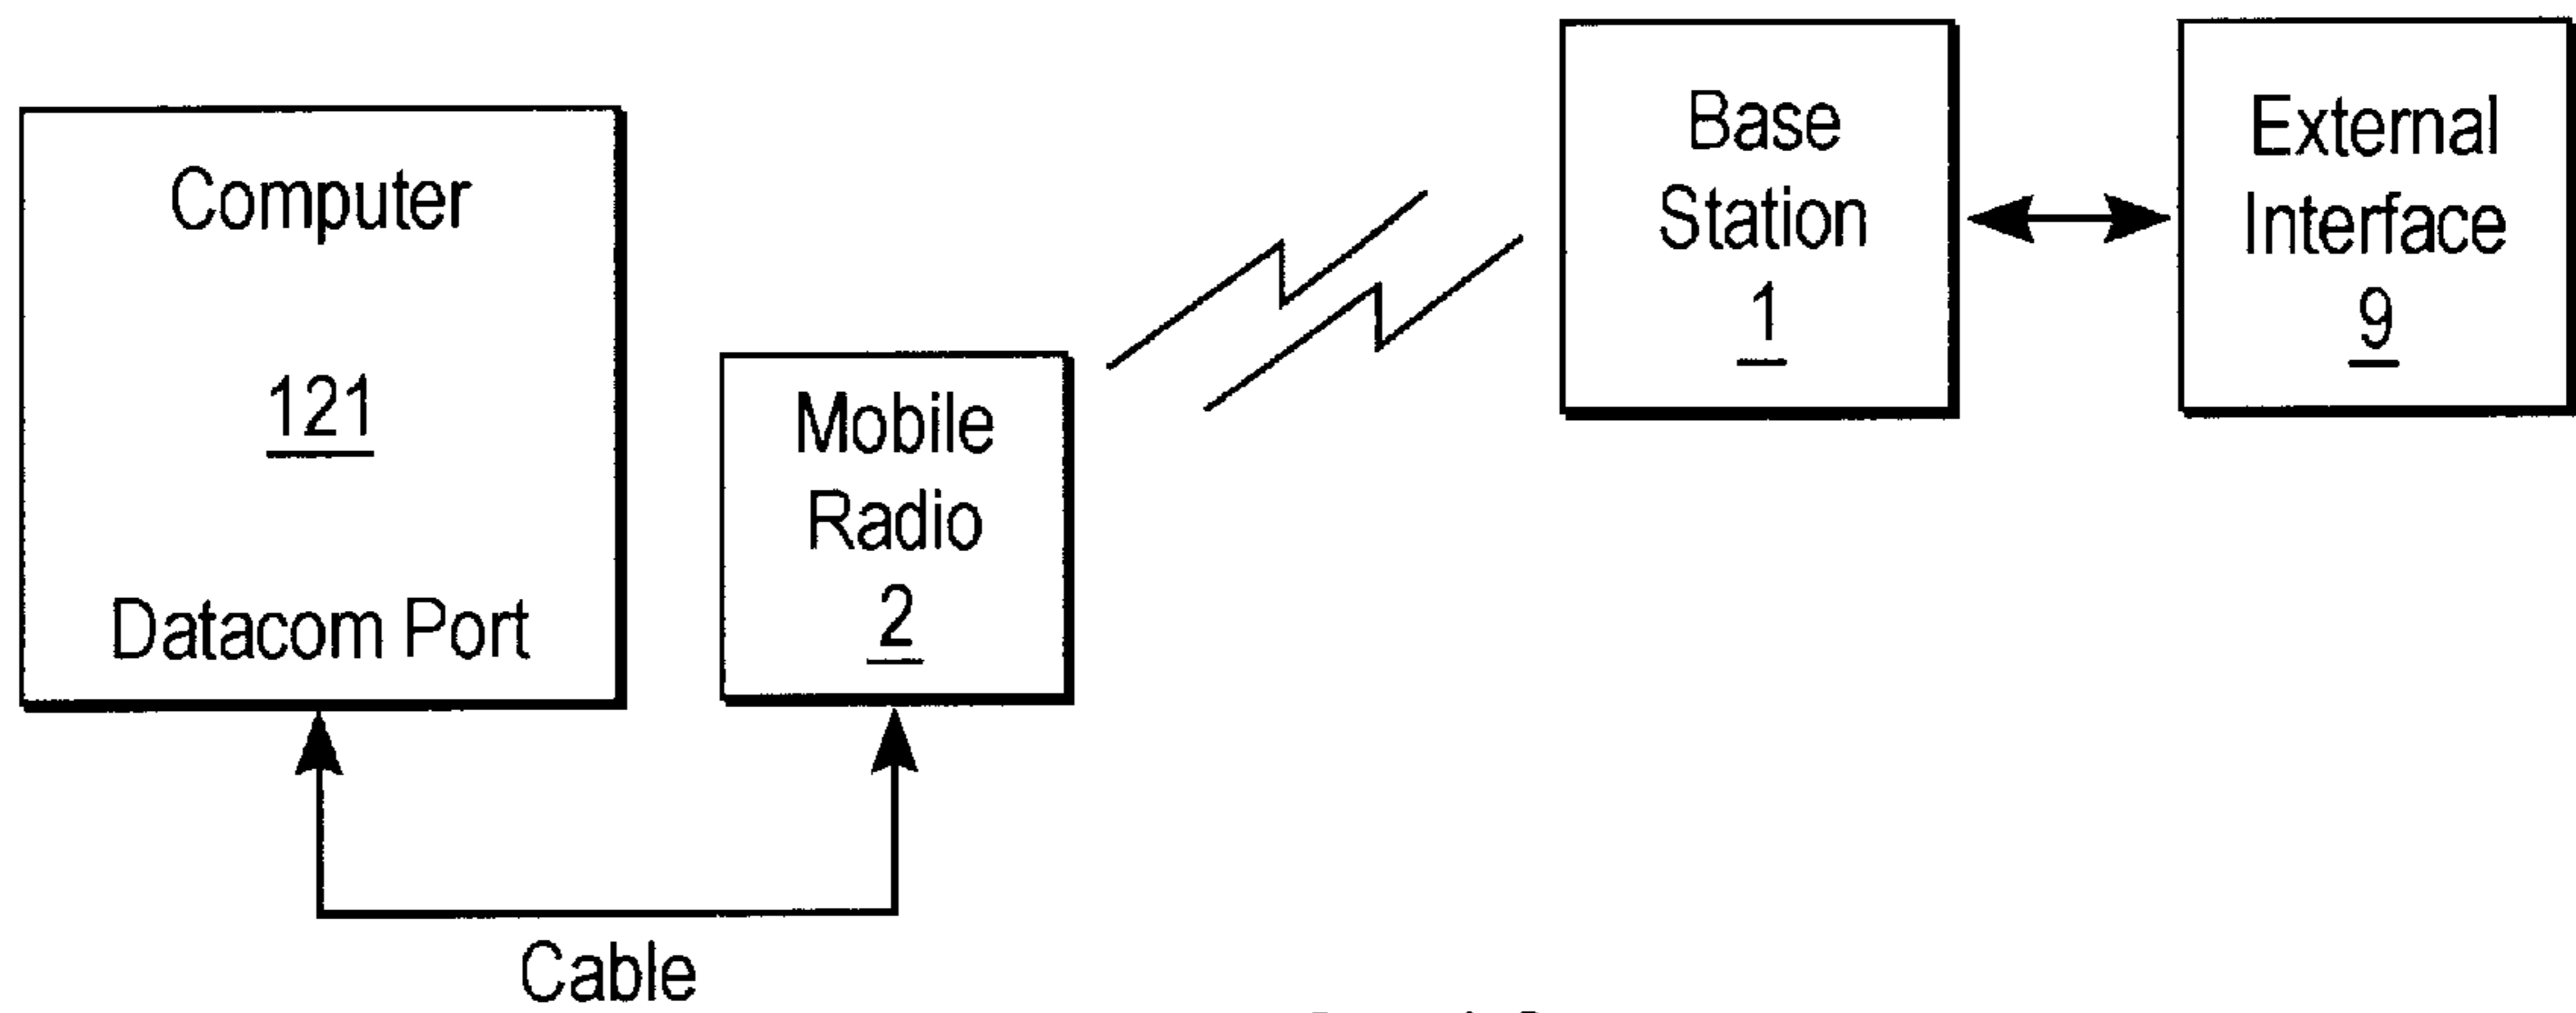 Computer
121
Datacom Port
Mobile
Radio
2
Base
Station
1
External
Interface
9
Cable